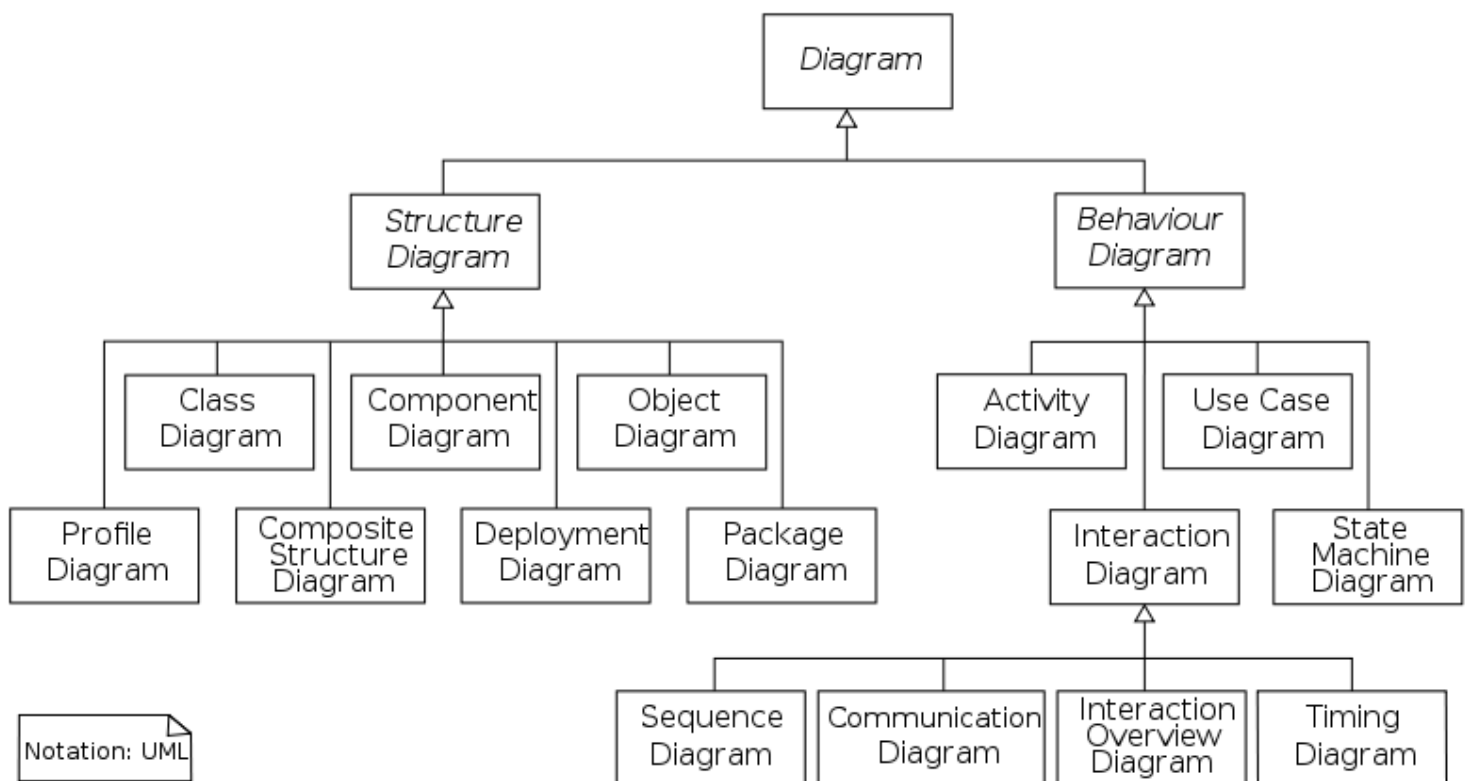 Diagram
Structure
Diagram
Behaviour
Diagram
Class
Diagram
Component
Diagram
Object
Diagram
Activity
Diagram
Use Case
Diagram
Profile
Diagram
Composite
Structure
Diagram
Deployment
Diagram
Package
Diagram
Interaction
Diagram
State
Machine
Diagram
Sequence
Diagram
Communication
Diagram
Interaction
Overview
Diagram
Timing
Diagram
Notation: UML